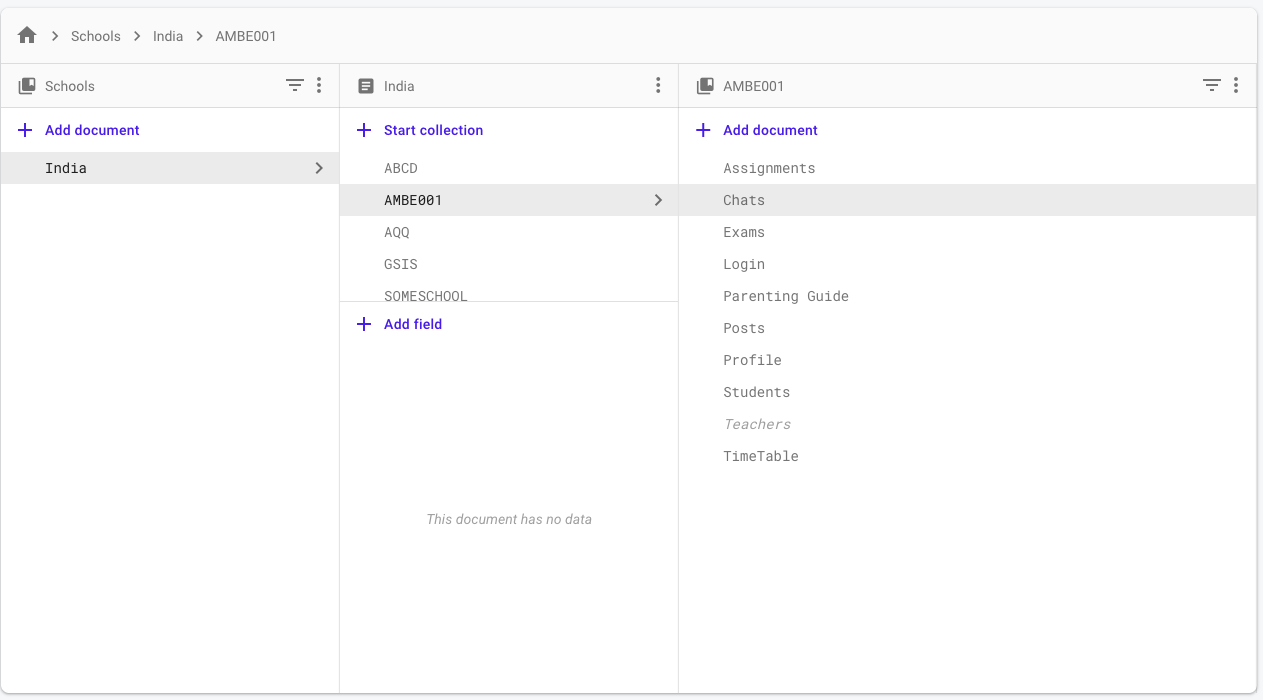 Schools > India > AMBE001
Schools
Add document
India
India
Start collection
ABCD
AMBE001
AQQ
GSIS
SOMESCHOOL
Add field
This document has no data
AMBE001
Add document
Assignments
Chats
Exams
Login
Parenting Guide
Posts
Profile
Students
Teachers
TimeTable